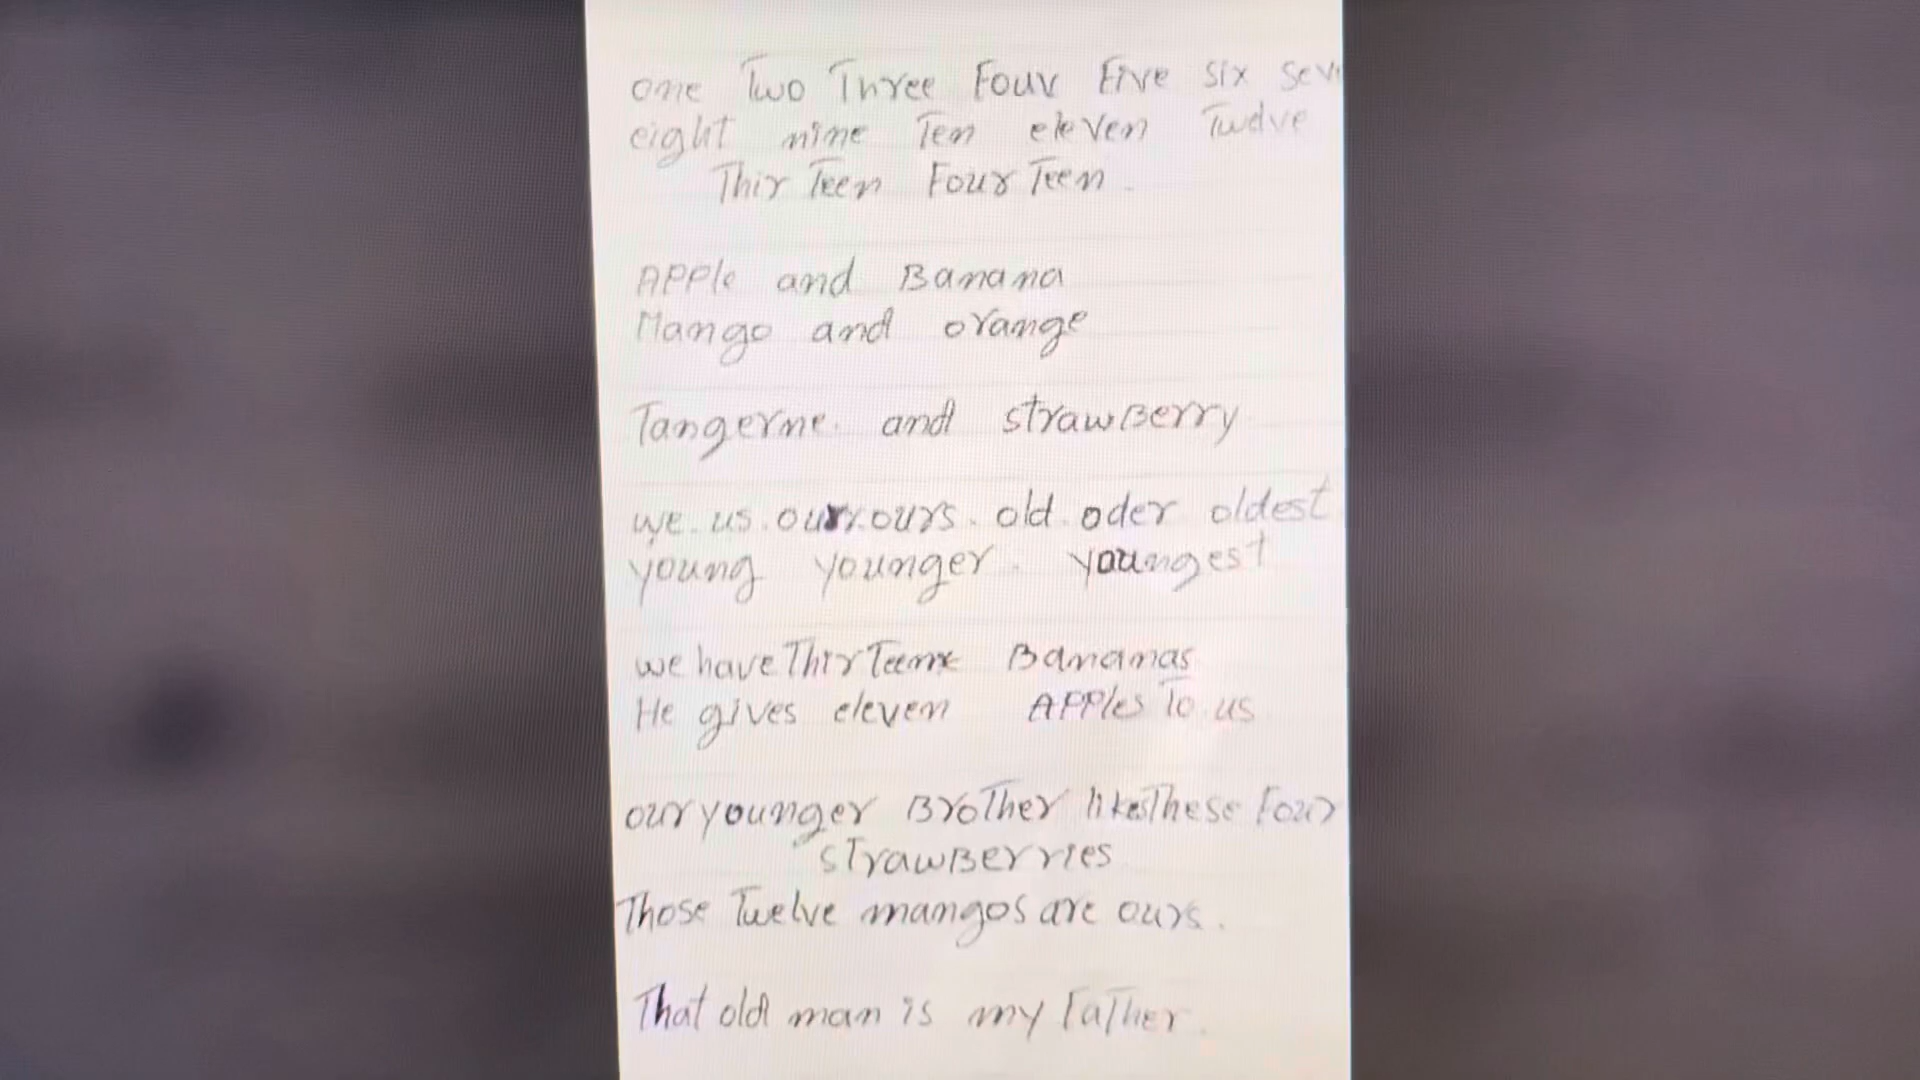 one Two Three Four Five six sev
eight nine Ten eleven Twelve
Thir Teen Four Teen
APPle and Banana
Mango and orange
Tangerne. and strawBerry
we. us. our. ours. old. oder oldest
young younger. youngest
we have ThirTeen Bananas
He gives eleven APPles To us
our younger BroTher likes These Four
sTrawBerries
Those Twelve mangos are ours.
That old man is my FaTher.